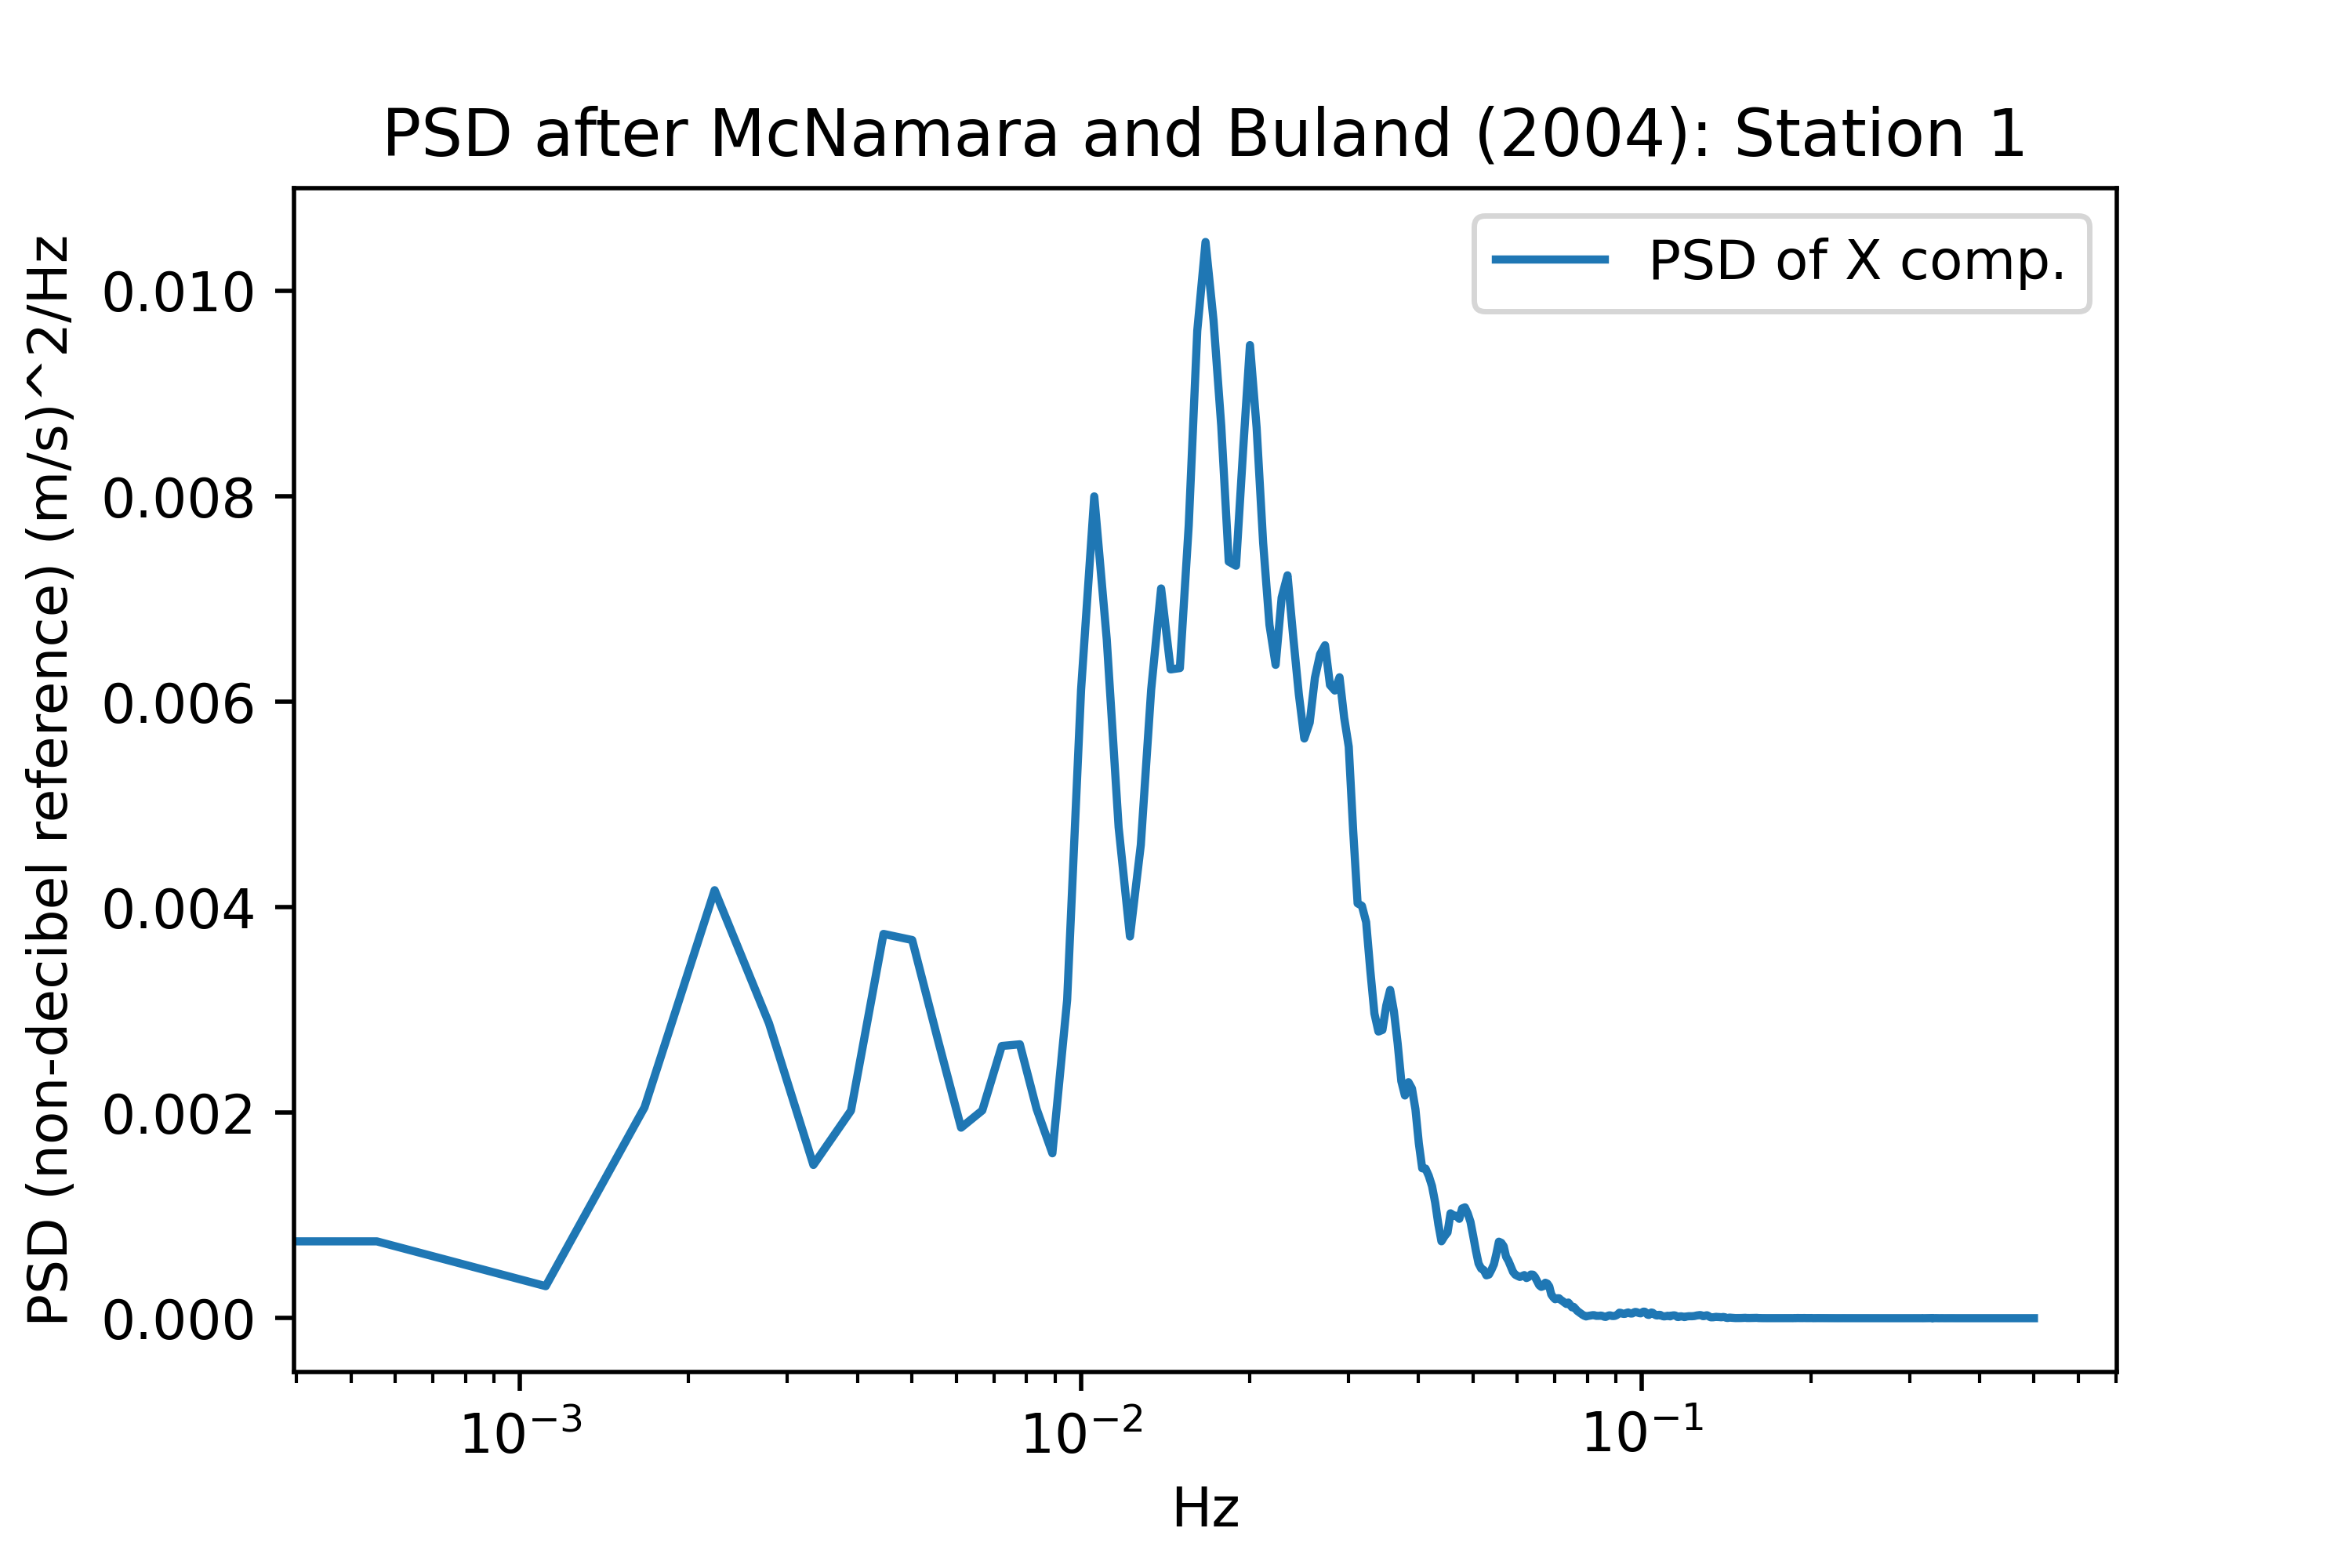 PSD after McNamara and Buland (2004): Station 1
PSD of X comp.
PSD (non-decibel reference) (m/s)^2/Hz
0.010
0.008
0.006
0.004
0.002
0.000
10⁻³ 10⁻² 10⁻¹
Hz